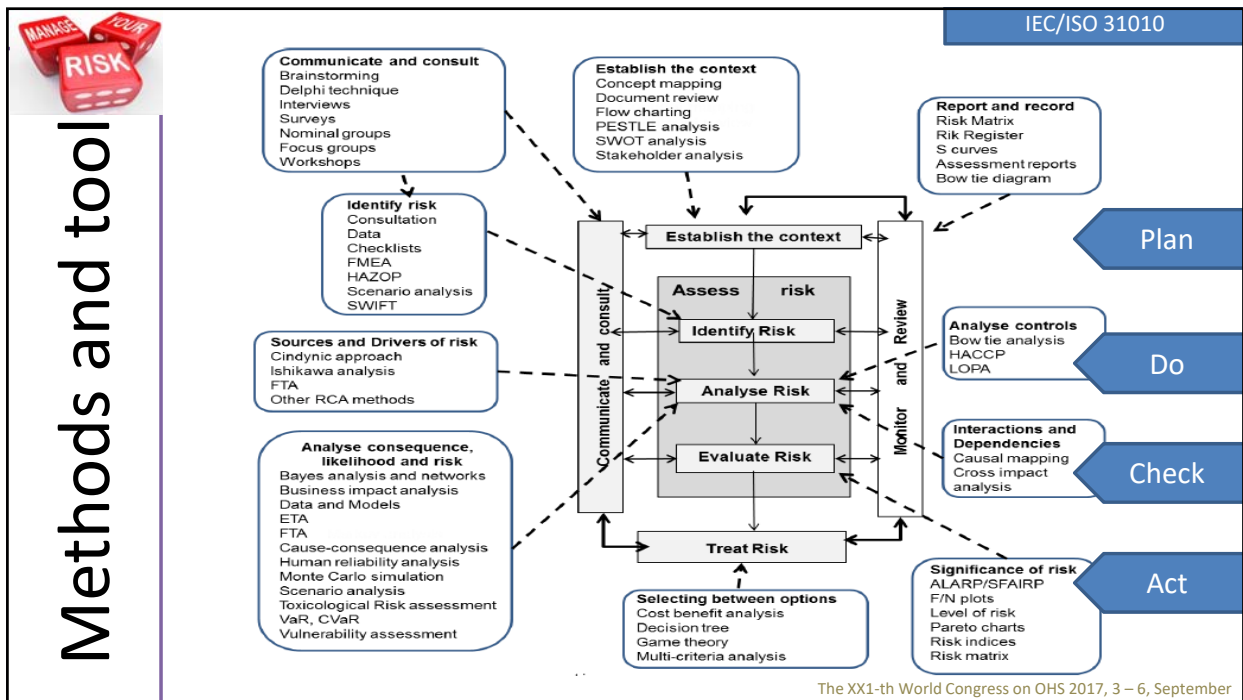 MANAGE
YOUR
RISK
Methods and tool
IEC/ISO 31010
Communicate and consult
Brainstorming
Delphi technique
Interviews
Surveys
Nominal groups
Focus groups
Workshops
Establish the context
Concept mapping
Document review
Flow charting
PESTLE analysis
SWOT analysis
Stakeholder analysis
Report and record
Risk Matrix
Rik Register
S curves
Assessment reports
Bow tie diagram
Identify risk
Consultation
Data
Checklists
FMEA
HAZOP
Scenario analysis
SWIFT
Sources and Drivers of risk
Cindynic approach
Ishikawa analysis
FTA
Other RCA methods
Analyse consequence,
likelihood and risk
Bayes analysis and networks
Business impact analysis
Data and Models
ETA
FTA
Cause-consequence analysis
Human reliability analysis
Monte Carlo simulation
Scenario analysis
Toxicological Risk assessment
VaR, CVaR
Vulnerability assessment
Communicate and consult
Establish the context
Assess risk
Identify Risk
Analyse Risk
Evaluate Risk
Treat Risk
Monitor and Review
Selecting between options
Cost benefit analysis
Decision tree
Game theory
Multi-criteria analysis
Analyse controls
Bow tie analysis
HACCP
LOPA
Interactions and
Dependencies
Causal mapping
Cross impact
analysis
Significance of risk
ALARP/SFAIRP
F/N plots
Level of risk
Pareto charts
Risk indices
Risk matrix
Plan
Do
Check
Act
The XX1-th World Congress on OHS 2017, 3 – 6, September